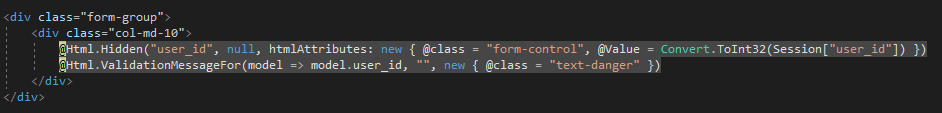 <div class="form-group">
<div class="col-md-10">
@Html.Hidden("user_id", null, htmlAttributes: new { @class = "form-control", @Value = Convert.ToInt32(Session["user_id"]) })
@Html.ValidationMessageFor(model => model.user_id, "", new { @class = "text-danger" })
</div>
</div>